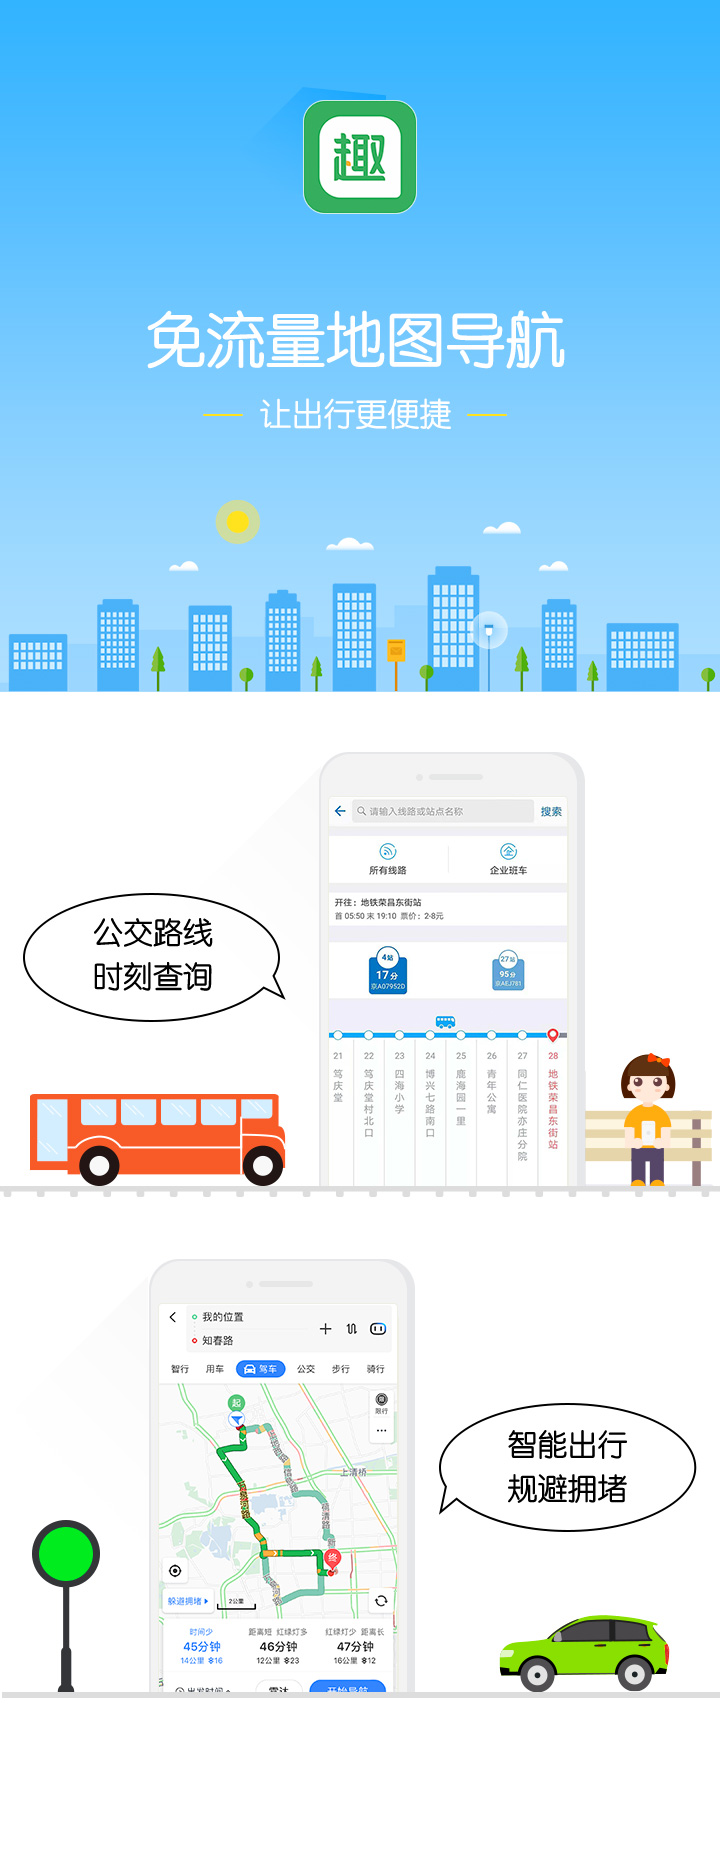 趣
免流量地图导航
让出行更便捷
请输入线路或站点名称 搜索
所有线路 企业班车
开往：地铁荣昌东街站
首 05:50 末 19:10 票价：2-8元
4站 27站
17分 95分
京A07952D 京AEJ781
公交路线
时刻查询
21 22 23 24 25 26 27 28
笃庆堂
笃庆堂村北口
四海小学
博兴七路南口
鹿海园一里
青年公寓
同仁医院亦庄分院
地铁荣昌东街站
我的位置
知春路
智行 用车 驾车 公交 步行 骑行
起
限行
上清桥
终
躲避拥堵
2公里
智能出行
规避拥堵
时间少 距离短 红绿灯多 红绿灯少 距离长
45分钟 46分钟 47分钟
14公里 16 12公里 23 16公里 12